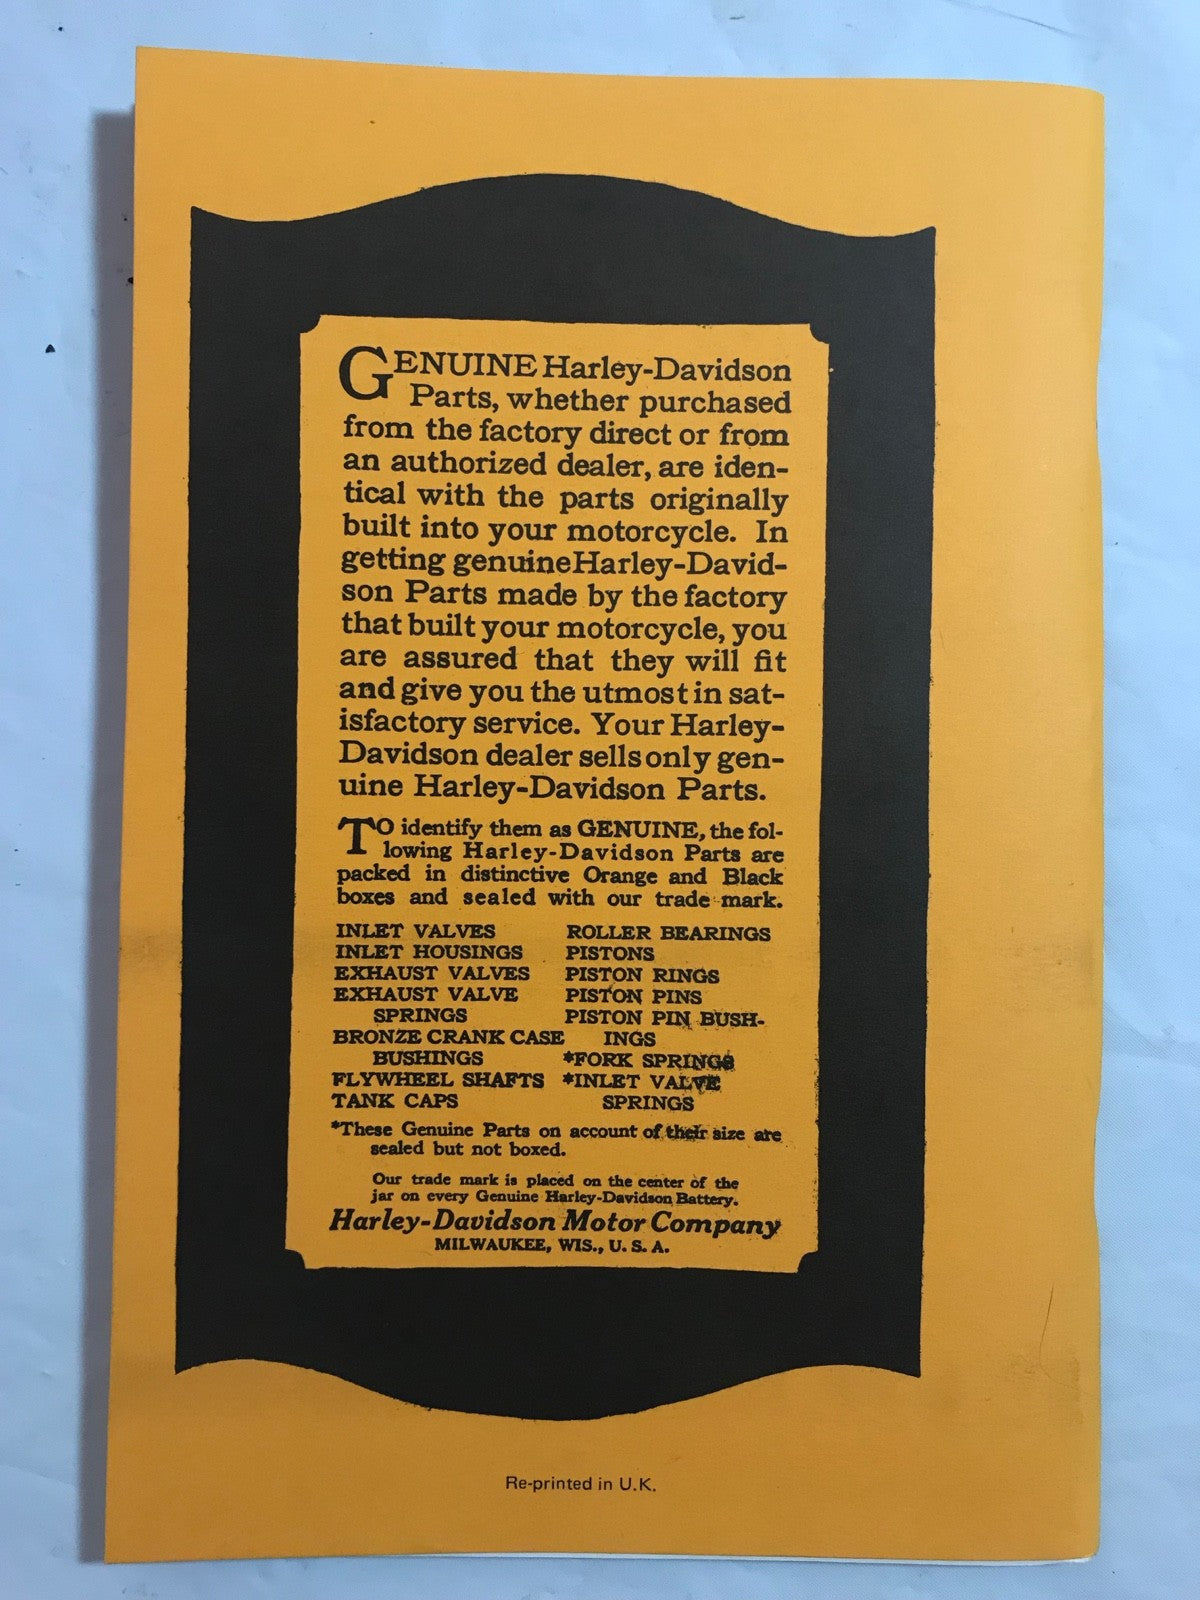 GENUINE Harley-Davidson
Parts, whether purchased
from the factory direct or from
an authorized dealer, are iden-
tical with the parts originally
built into your motorcycle. In
getting genuine Harley-David-
son Parts made by the factory
that built your motorcycle, you
are assured that they will fit
and give you the utmost in sat-
isfactory service. Your Harley-
Davidson dealer sells only gen-
uine Harley-Davidson Parts.
TO identify them as GENUINE, the fol-
lowing Harley-Davidson Parts are
packed in distinctive Orange and Black
boxes and sealed with our trade mark.
INLET VALVES
INLET HOUSINGS
EXHAUST VALVES
EXHAUST VALVE
SPRINGS
BRONZE CRANK CASE
BUSHINGS
FLYWHEEL SHAFTS
TANK CAPS
ROLLER BEARINGS
PISTONS
PISTON RINGS
PISTON PINS
PISTON PIN BUSH-
INGS
*FORK SPRINGS
*INLET VALVE
SPRINGS
*These Genuine Parts on account of their size are
sealed but not boxed.
Our trade mark is placed on the center of the
jar on every Genuine Harley-Davidson Battery.
Harley-Davidson Motor Company
MILWAUKEE, WIS., U. S. A.
Re-printed in U.K.